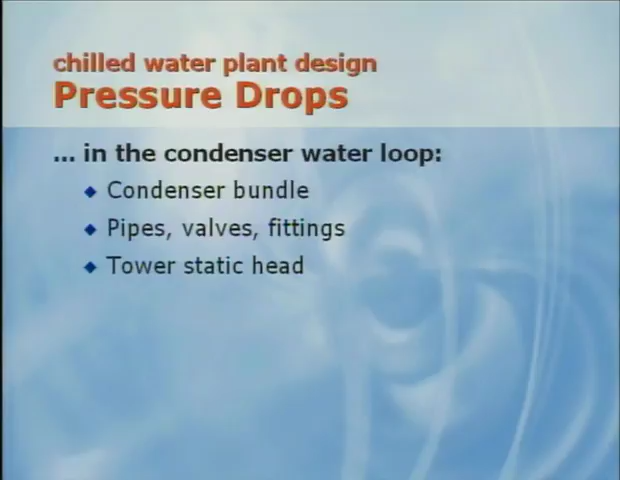 chilled water plant design
Pressure Drops
... in the condenser water loop:
◆ Condenser bundle
◆ Pipes, valves, fittings
◆ Tower static head